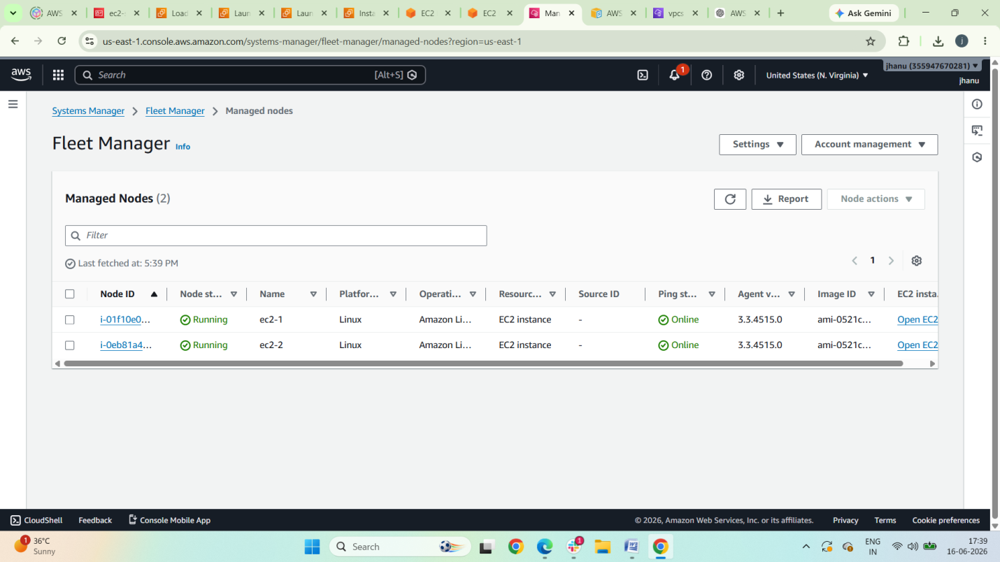 AWS
ec2-
Load
Laun
Laun
Insta
EC2
EC2
Man
AWS
vpcs
AWS
Ask Gemini
us-east-1.console.aws.amazon.com/systems-manager/fleet-manager/managed-nodes?region=us-east-1
j
aws
Search
[Alt+S]
1
United States (N. Virginia)
jhanu (355947670281)
jhanu
Systems Manager
Fleet Manager
Managed nodes
Fleet Manager Info
Settings
Account management
Managed Nodes (2)
Report
Node actions
Filter
Last fetched at: 5:39 PM
1
Node ID Node st... Name Platfor... Operati... Resourc... Source ID Ping st... Agent v... Image ID EC2 insta.
i-01f10e0... Running ec2-1 Linux Amazon Li... EC2 instance - Online 3.3.4515.0 ami-0521c... Open EC2
i-0eb81a4... Running ec2-2 Linux Amazon Li... EC2 instance - Online 3.3.4515.0 ami-0521c... Open EC2
CloudShell Feedback Console Mobile App © 2026, Amazon Web Services, Inc. or its affiliates. Privacy Terms Cookie preferences
1
36°C
Sunny
Search
1
ENG
IN
17:39
16-06-2026